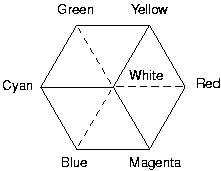 Green Yellow
Cyan White Red
Blue Magenta